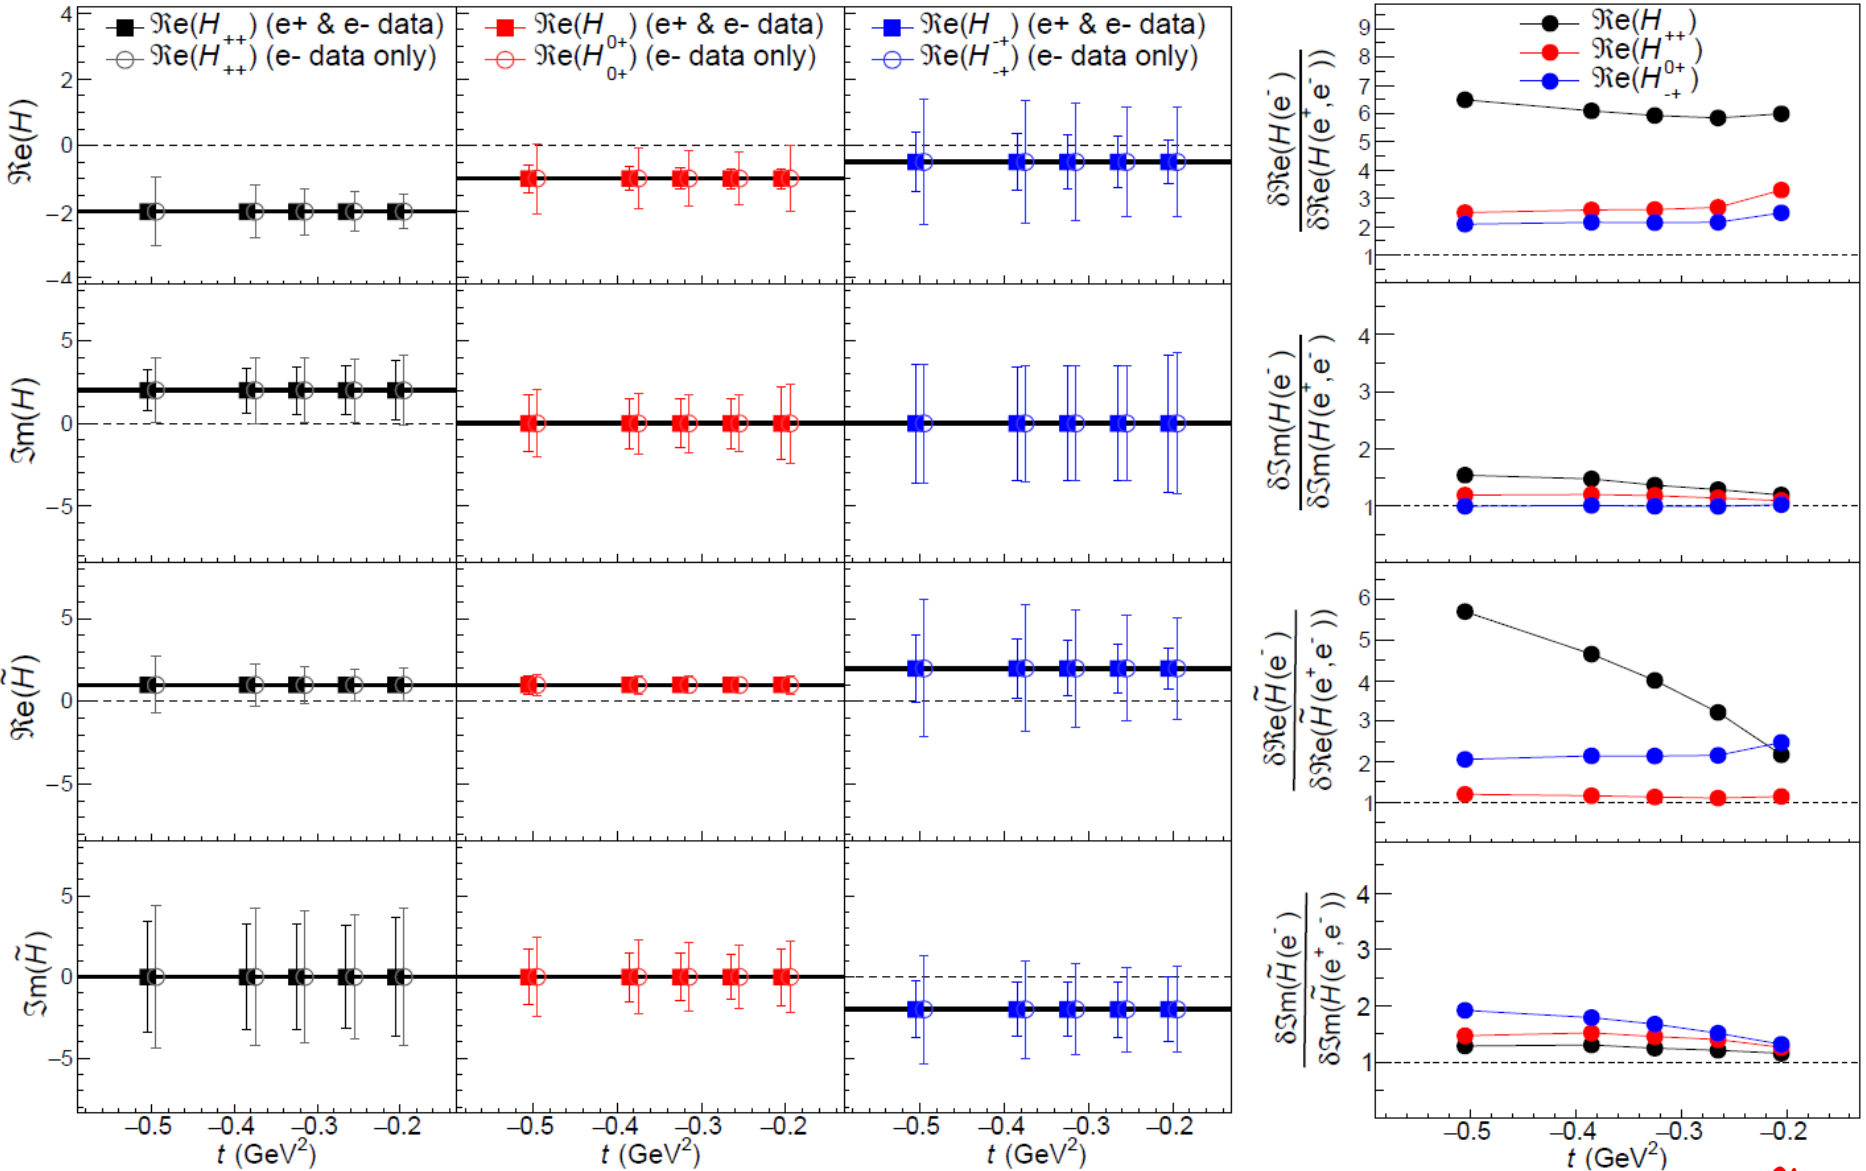 ℜe(H++) (e+ & e- data)
ℜe(H++) (e- data only)
ℜe(H0+) (e+ & e- data)
ℜe(H0+) (e- data only)
ℜe(H-+) (e+ & e- data)
ℜe(H-+) (e- data only)
ℜe(H)
4
2
0
−2
−4
ℑm(H)
5
0
−5
ℜe(H̃)
5
0
−5
ℑm(H̃)
5
0
−5
−0.5 −0.4 −0.3 −0.2
t (GeV²)
−0.5 −0.4 −0.3 −0.2
t (GeV²)
−0.5 −0.4 −0.3 −0.2
t (GeV²)
ℜe(H++)
ℜe(H0+)
ℜe(H-+)
δℜe(H(e⁻)
δℜe(H(e⁺,e⁻))
9
8
7
6
5
4
3
2
1
δℑm(H(e⁻)
δℑm(H(e⁺,e⁻))
4
3
2
1
δℜe(H̃(e⁻)
δℜe(H̃(e⁺,e⁻))
6
5
4
3
2
1
δℑm(H̃(e⁻)
δℑm(H̃(e⁺,e⁻))
4
3
2
1
−0.5 −0.4 −0.3 −0.2
t (GeV²)